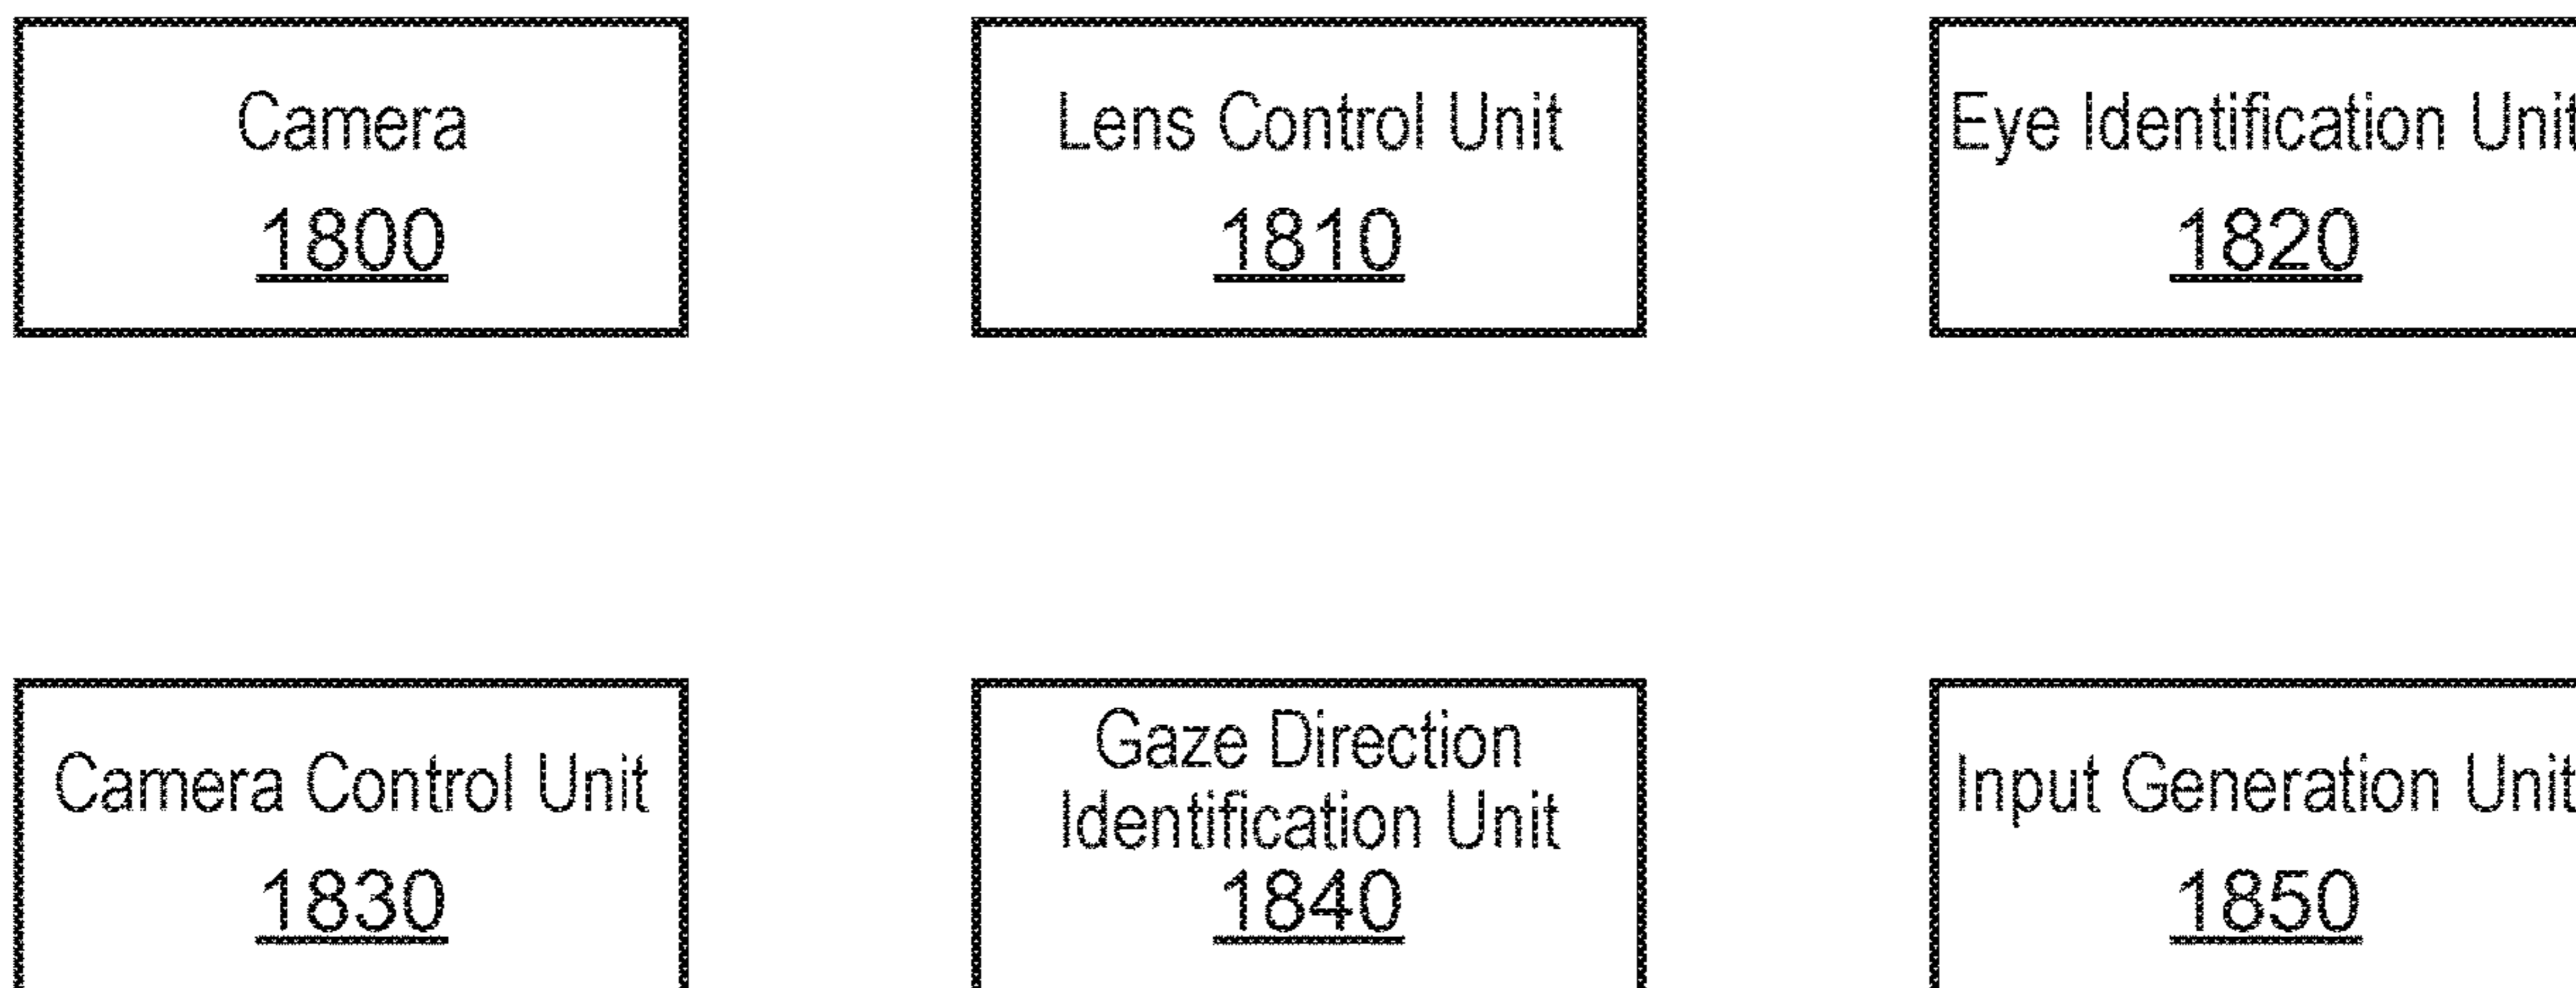 Camera
1800
Lens Control Unit
1810
Eye Identification Unit
1820
Camera Control Unit
1830
Gaze Direction
Identification Unit
1840
Input Generation Unit
1850